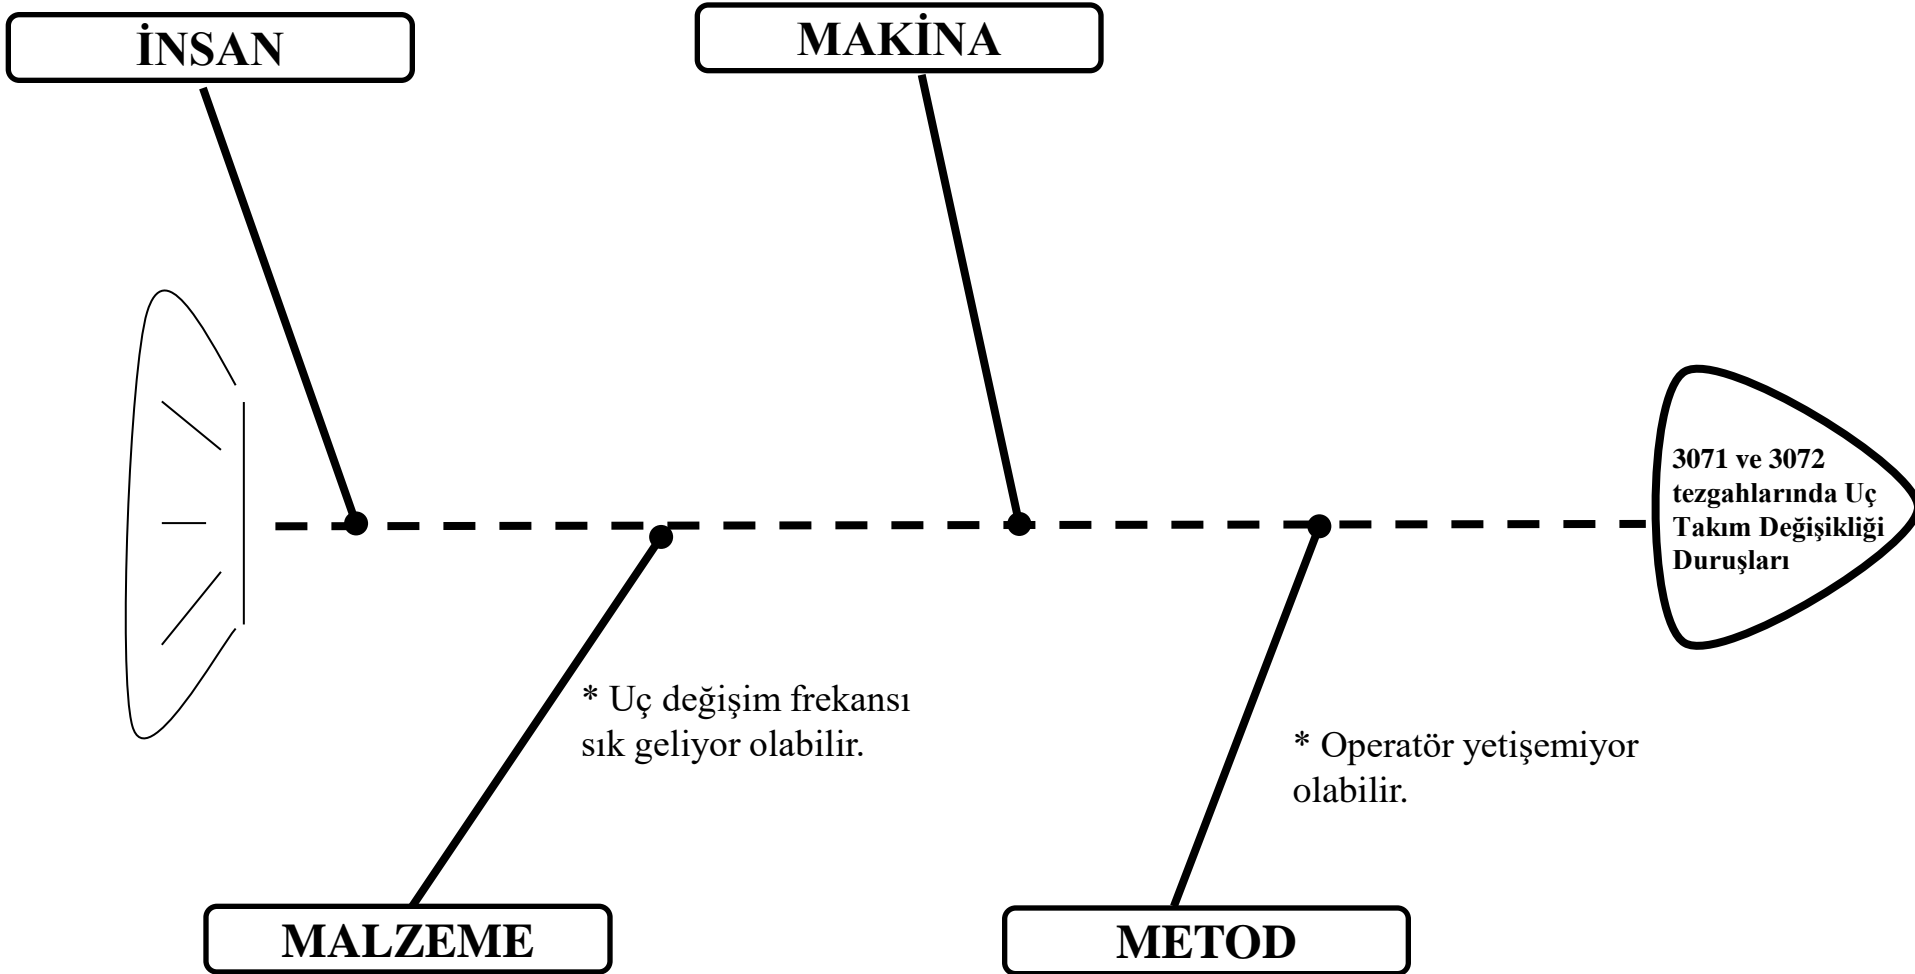 İNSAN
MAKİNA
3071 ve 3072
tezgahlarında Uç
Takım Değişikliği
Duruşları
* Uç değişim frekansı
sık geliyor olabilir.
* Operatör yetişemiyor
olabilir.
MALZEME
METOD